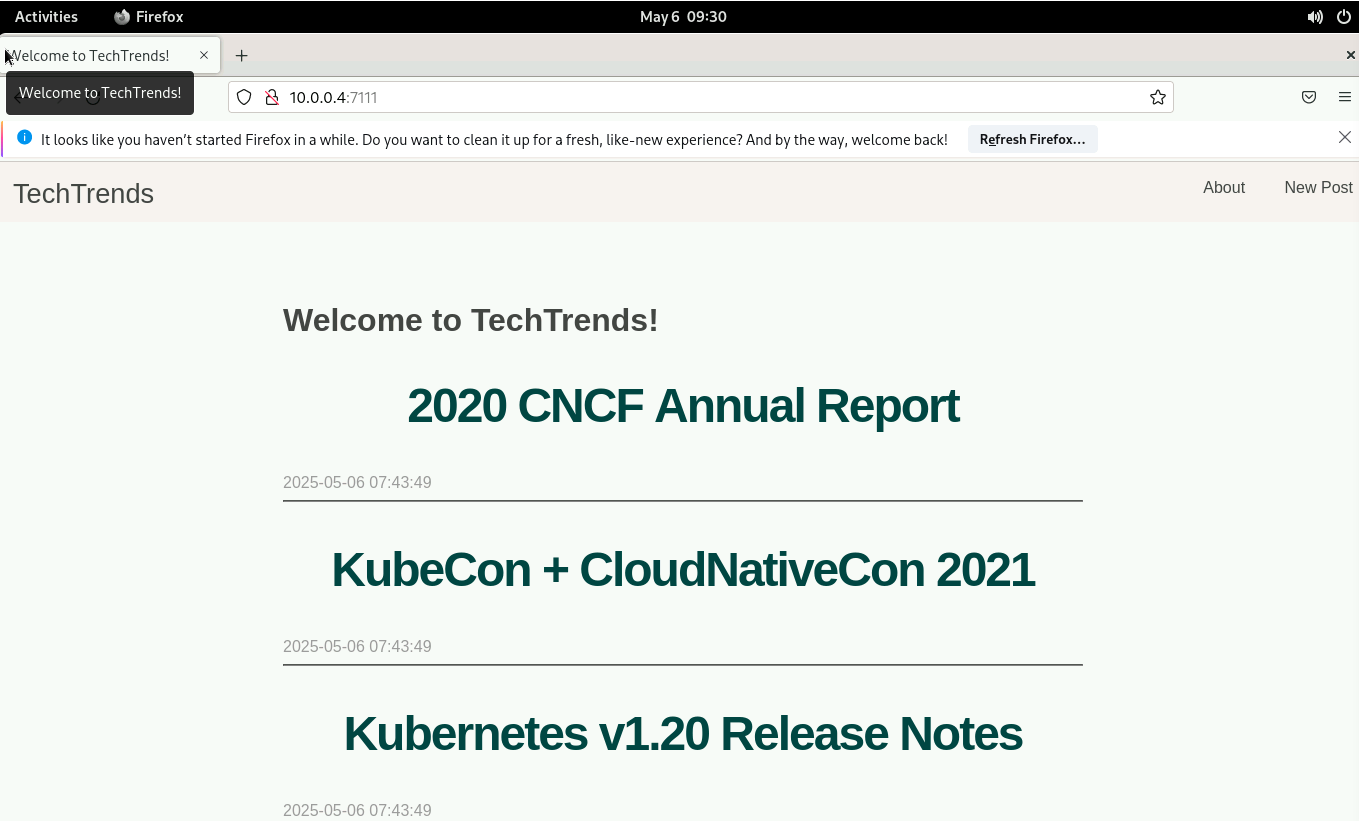 Activities Firefox May 6 09:30
Welcome to TechTrends!
Welcome to TechTrends!
10.0.0.4:7111
It looks like you haven’t started Firefox in a while. Do you want to clean it up for a fresh, like-new experience? And by the way, welcome back! Refresh Firefox…
TechTrends About New Post
Welcome to TechTrends!
2020 CNCF Annual Report
2025-05-06 07:43:49
KubeCon + CloudNativeCon 2021
2025-05-06 07:43:49
Kubernetes v1.20 Release Notes
2025-05-06 07:43:49